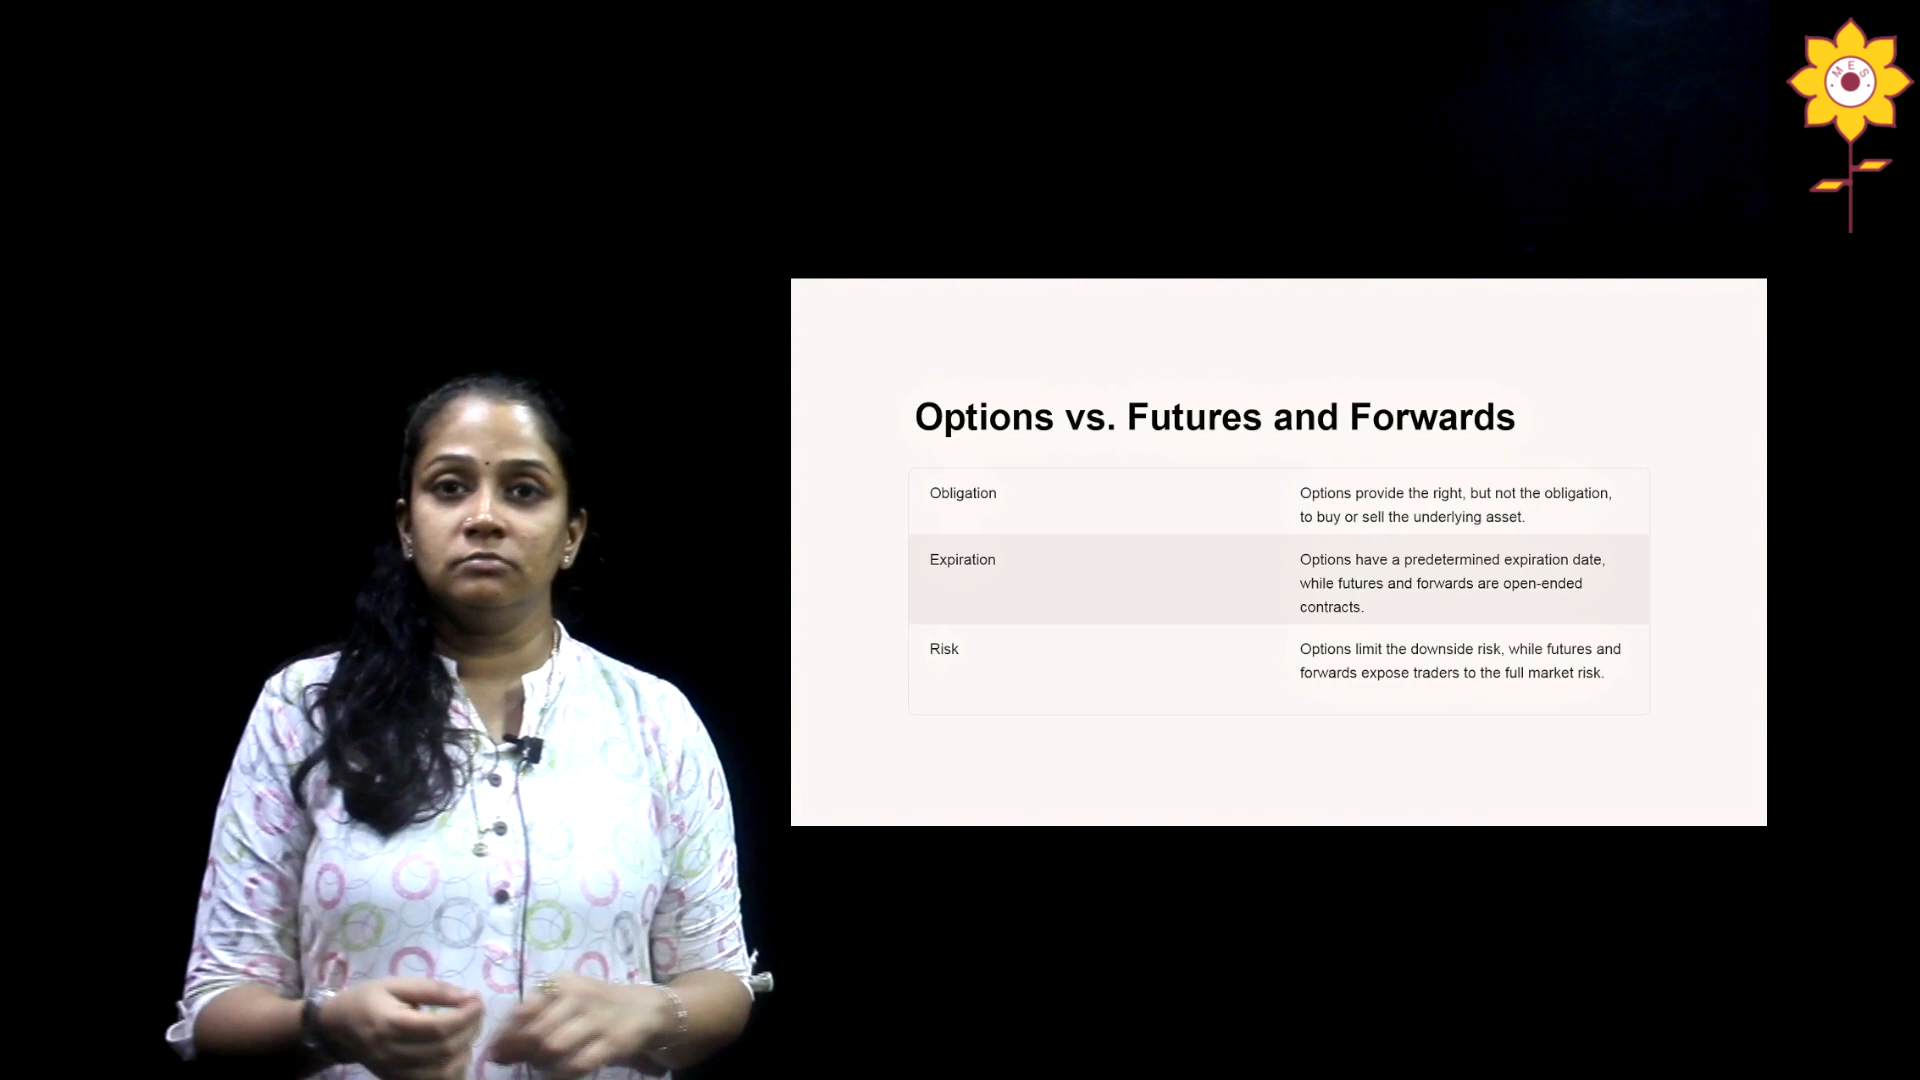 MES
Options vs. Futures and Forwards
Obligation
Options provide the right, but not the obligation,
to buy or sell the underlying asset.
Expiration
Options have a predetermined expiration date,
while futures and forwards are open-ended
contracts.
Risk
Options limit the downside risk, while futures and
forwards expose traders to the full market risk.